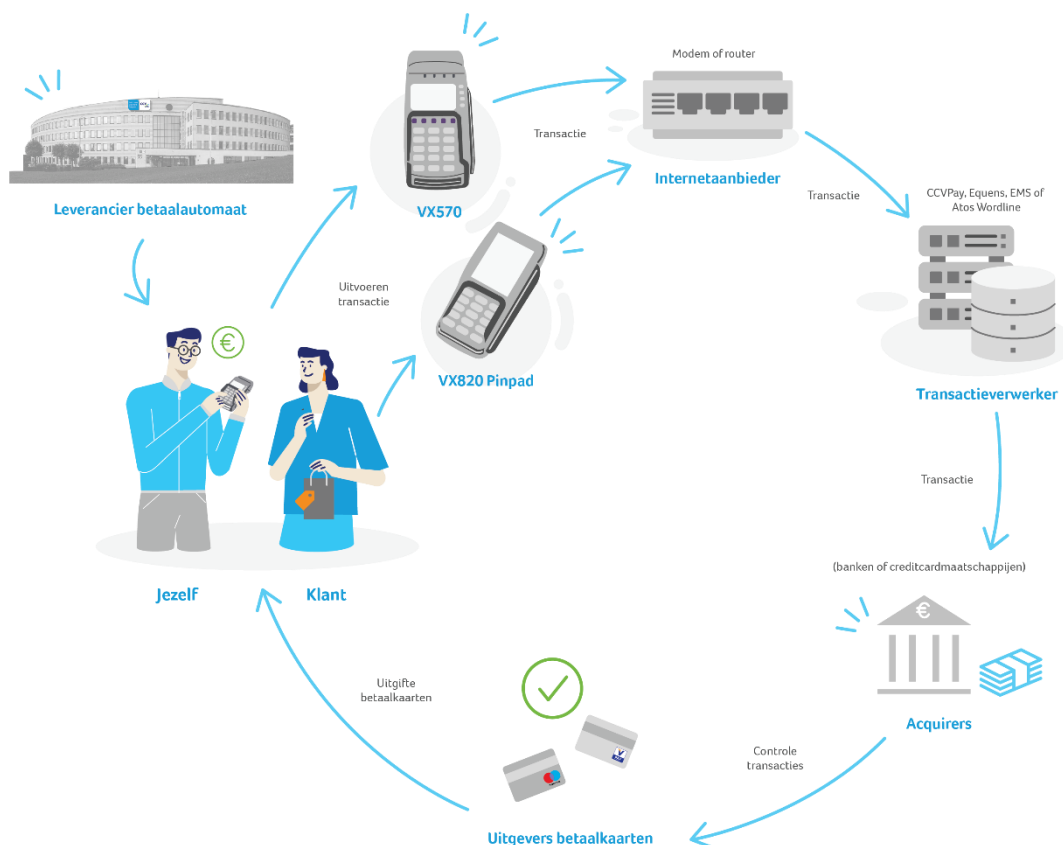 Modem of router
Transactie
Internetaanbieder
Leverancier betaalautomaat
VX570
Transactie
CCVPay, Equens, EMS of
Atos Wordline
Uitvoeren
transactie
VX820 Pinpad
Transactieverwerker
Transactie
(banken of creditcardmaatschappijen)
Jezelf
Klant
€
€
Uitgifte
betaalkaarten
Acquirers
Controle
transacties
Uitgevers betaalkaarten